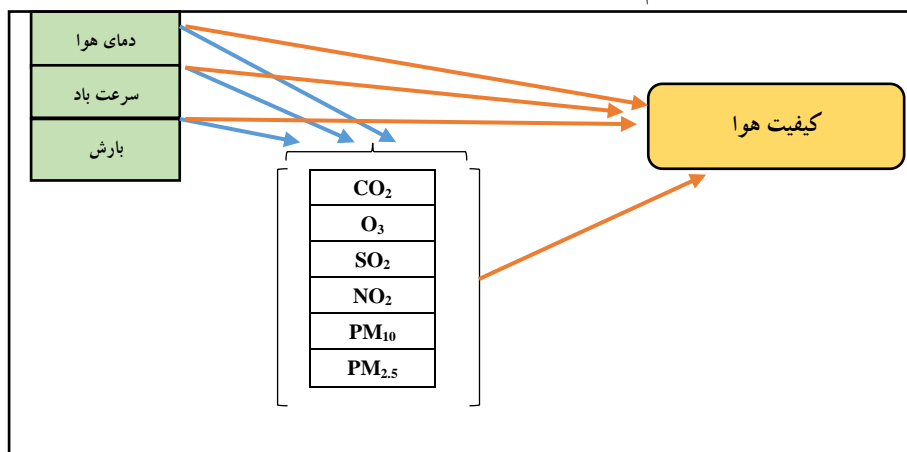 دمای هوا
سرعت باد
بارش
کیفیت هوا
CO₂
O₃
SO₂
NO₂
PM₁₀
PM₂.₅